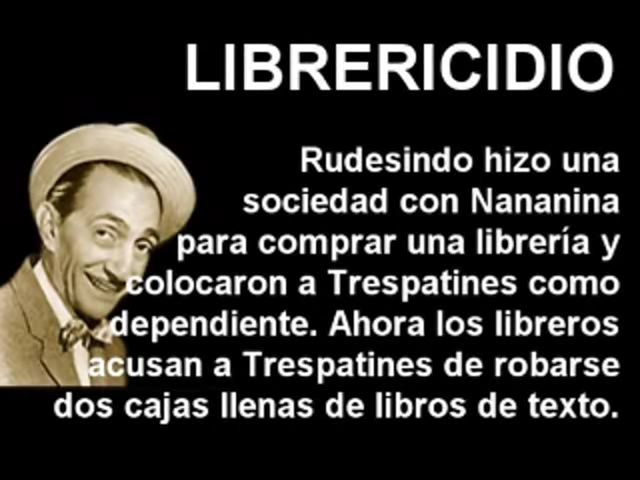 LIBRERICIDIO
Rudesindo hizo una
sociedad con Nananina
para comprar una librería y
colocaron a Trespatines como
dependiente. Ahora los libreros
acusan a Trespatines de robarse
dos cajas llenas de libros de texto.